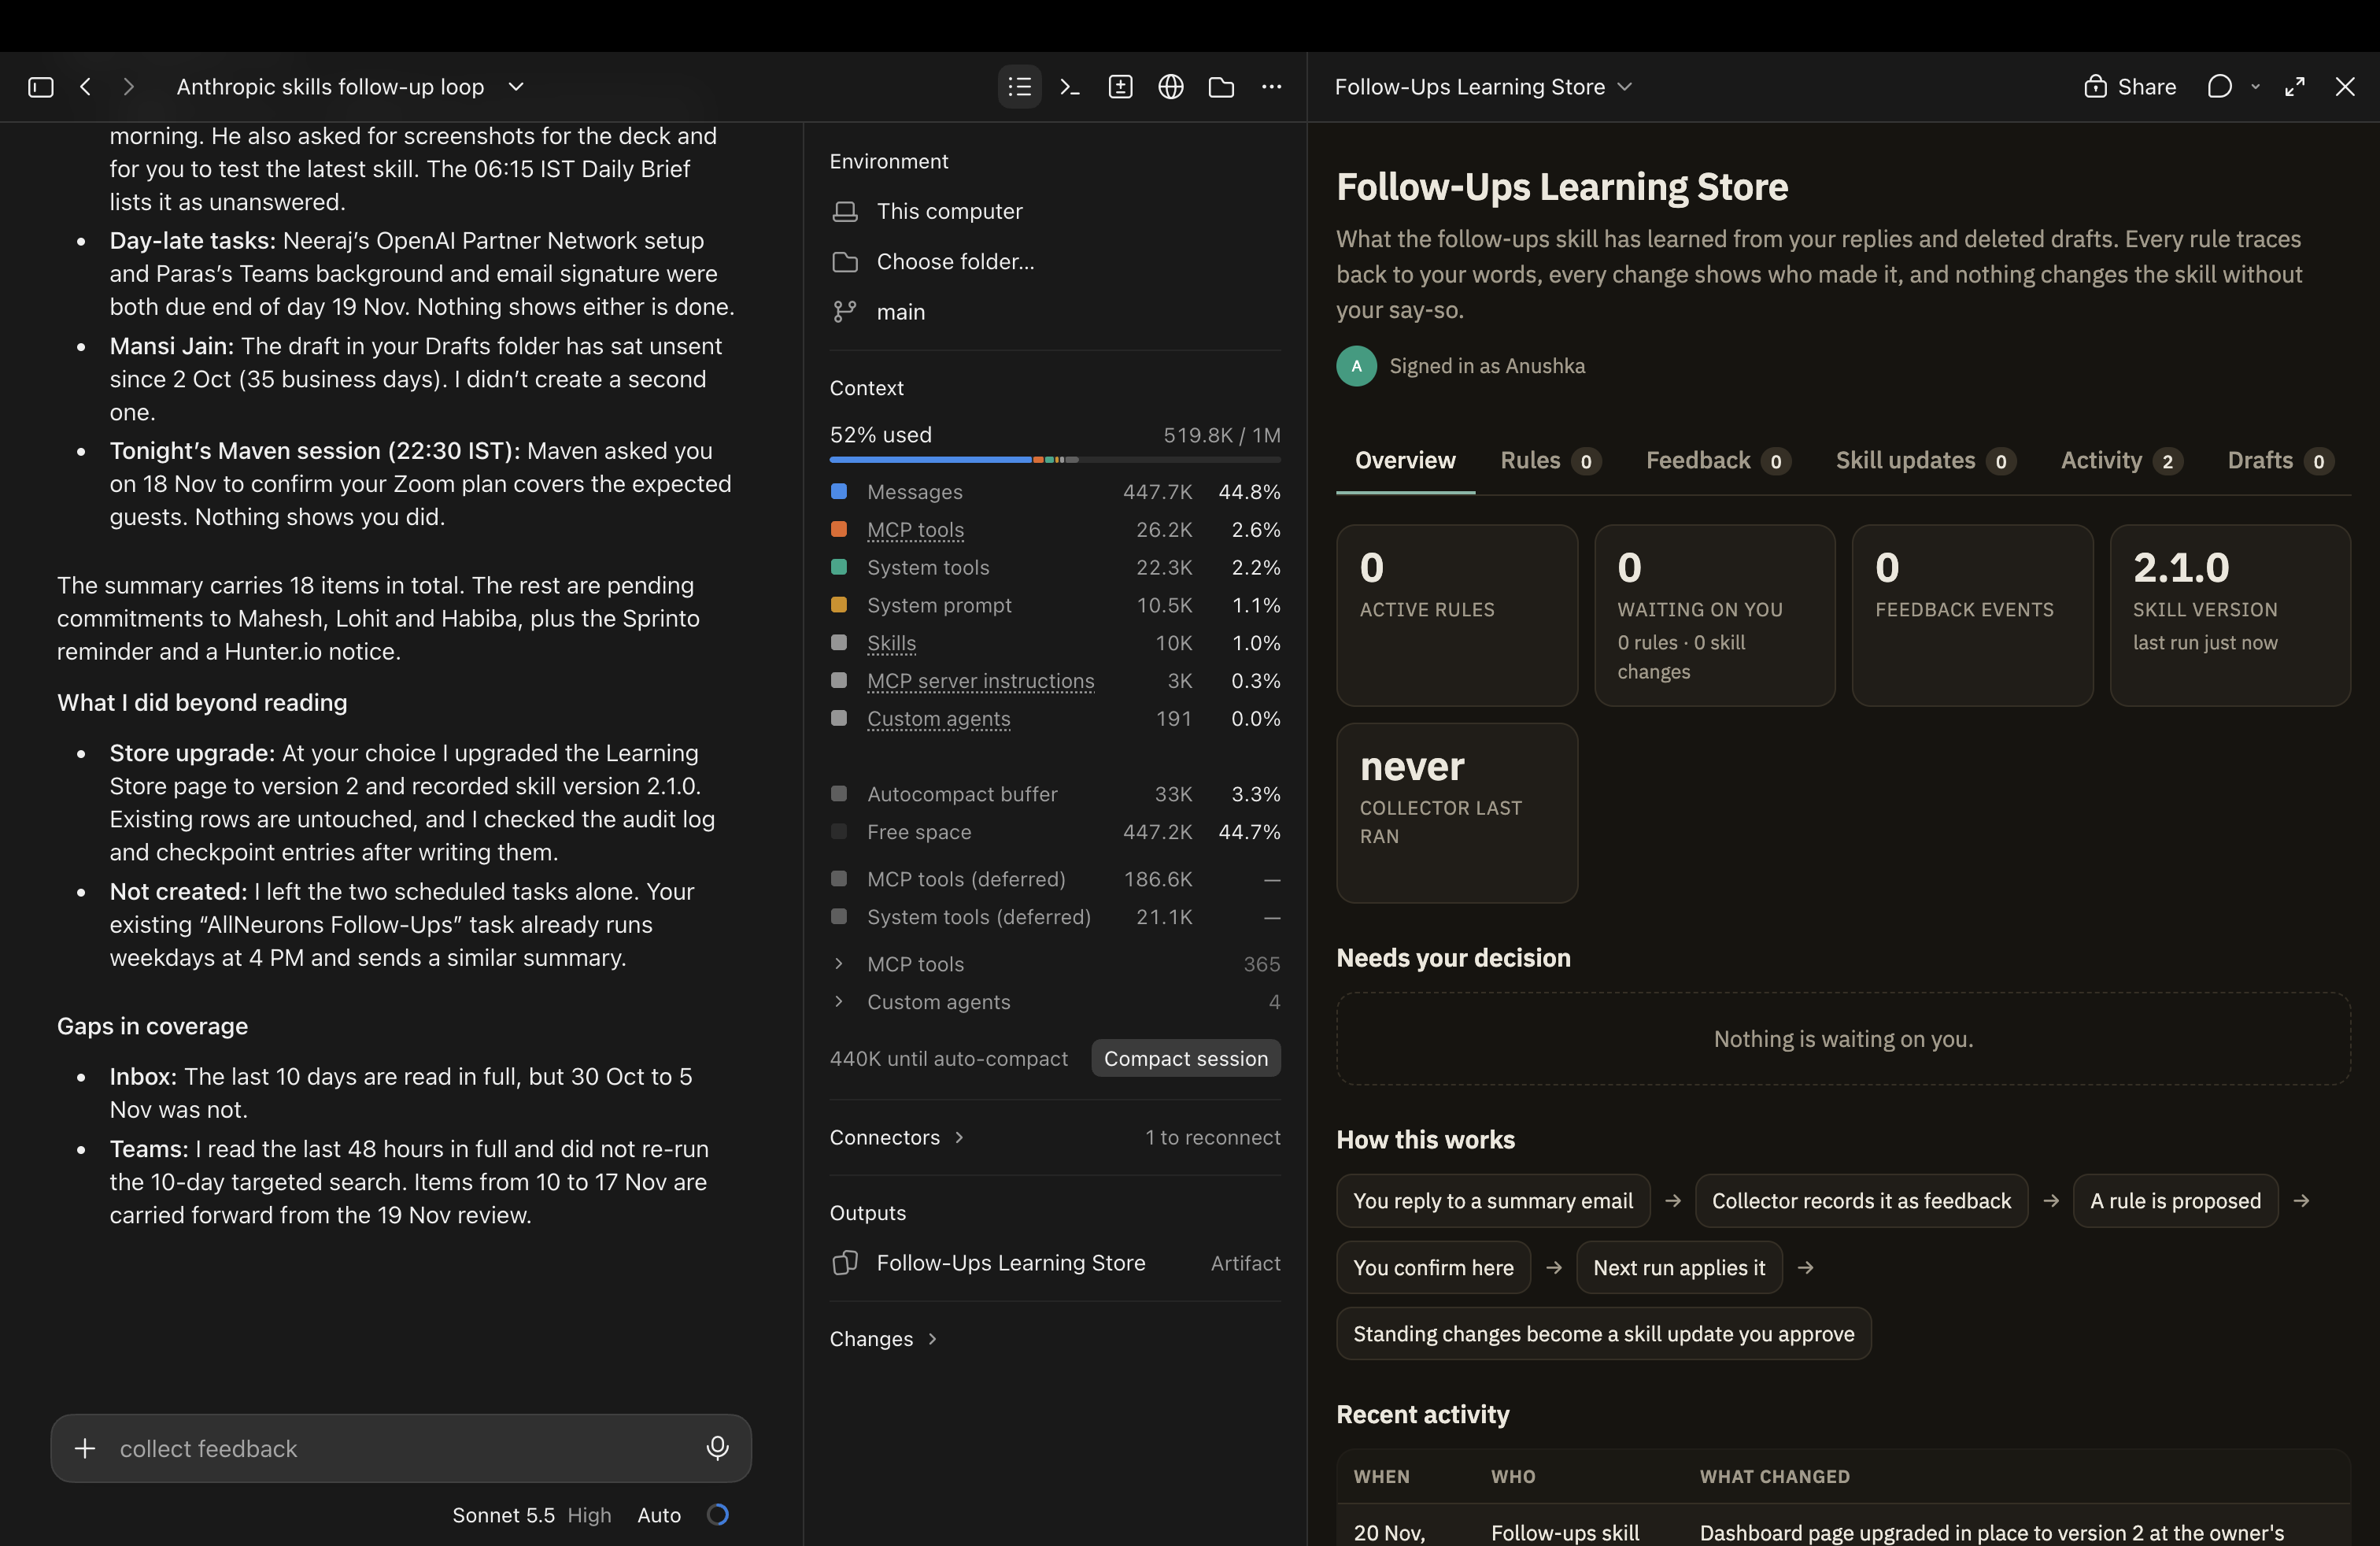 Anthropic skills follow-up loop
morning. He also asked for screenshots for the deck and
for you to test the latest skill. The 06:15 IST Daily Brief
lists it as unanswered.
• Day-late tasks: Neeraj’s OpenAI Partner Network setup
and Paras’s Teams background and email signature were
both due end of day 19 Nov. Nothing shows either is done.
• Mansi Jain: The draft in your Drafts folder has sat unsent
since 2 Oct (35 business days). I didn’t create a second
one.
• Tonight’s Maven session (22:30 IST): Maven asked you
on 18 Nov to confirm your Zoom plan covers the expected
guests. Nothing shows you did.
The summary carries 18 items in total. The rest are pending
commitments to Mahesh, Lohit and Habiba, plus the Sprinto
reminder and a Hunter.io notice.
What I did beyond reading
• Store upgrade: At your choice I upgraded the Learning
Store page to version 2 and recorded skill version 2.1.0.
Existing rows are untouched, and I checked the audit log
and checkpoint entries after writing them.
• Not created: I left the two scheduled tasks alone. Your
existing “AllNeurons Follow-Ups” task already runs
weekdays at 4 PM and sends a similar summary.
Gaps in coverage
• Inbox: The last 10 days are read in full, but 30 Oct to 5
Nov was not.
• Teams: I read the last 48 hours in full and did not re-run
the 10-day targeted search. Items from 10 to 17 Nov are
carried forward from the 19 Nov review.
collect feedback
Sonnet 5.5 High Auto
Environment
This computer
Choose folder...
main
Context
52% used 519.8K / 1M
Messages 447.7K 44.8%
MCP tools 26.2K 2.6%
System tools 22.3K 2.2%
System prompt 10.5K 1.1%
Skills 10K 1.0%
MCP server instructions 3K 0.3%
Custom agents 191 0.0%
Autocompact buffer 33K 3.3%
Free space 447.2K 44.7%
MCP tools (deferred) 186.6K —
System tools (deferred) 21.1K —
MCP tools 365
Custom agents 4
440K until auto-compact Compact session
Connectors 1 to reconnect
Outputs
Follow-Ups Learning Store Artifact
Changes
Follow-Ups Learning Store Share
Follow-Ups Learning Store
What the follow-ups skill has learned from your replies and deleted drafts. Every rule traces
back to your words, every change shows who made it, and nothing changes the skill without
your say-so.
A Signed in as Anushka
Overview Rules 0 Feedback 0 Skill updates 0 Activity 2 Drafts 0
0
ACTIVE RULES
0
WAITING ON YOU
0 rules · 0 skill
changes
0
FEEDBACK EVENTS
2.1.0
SKILL VERSION
last run just now
never
COLLECTOR LAST
RAN
Needs your decision
Nothing is waiting on you.
How this works
You reply to a summary email → Collector records it as feedback → A rule is proposed →
You confirm here → Next run applies it →
Standing changes become a skill update you approve
Recent activity
WHEN WHO WHAT CHANGED
20 Nov, Follow-ups skill Dashboard page upgraded in place to version 2 at the owner's